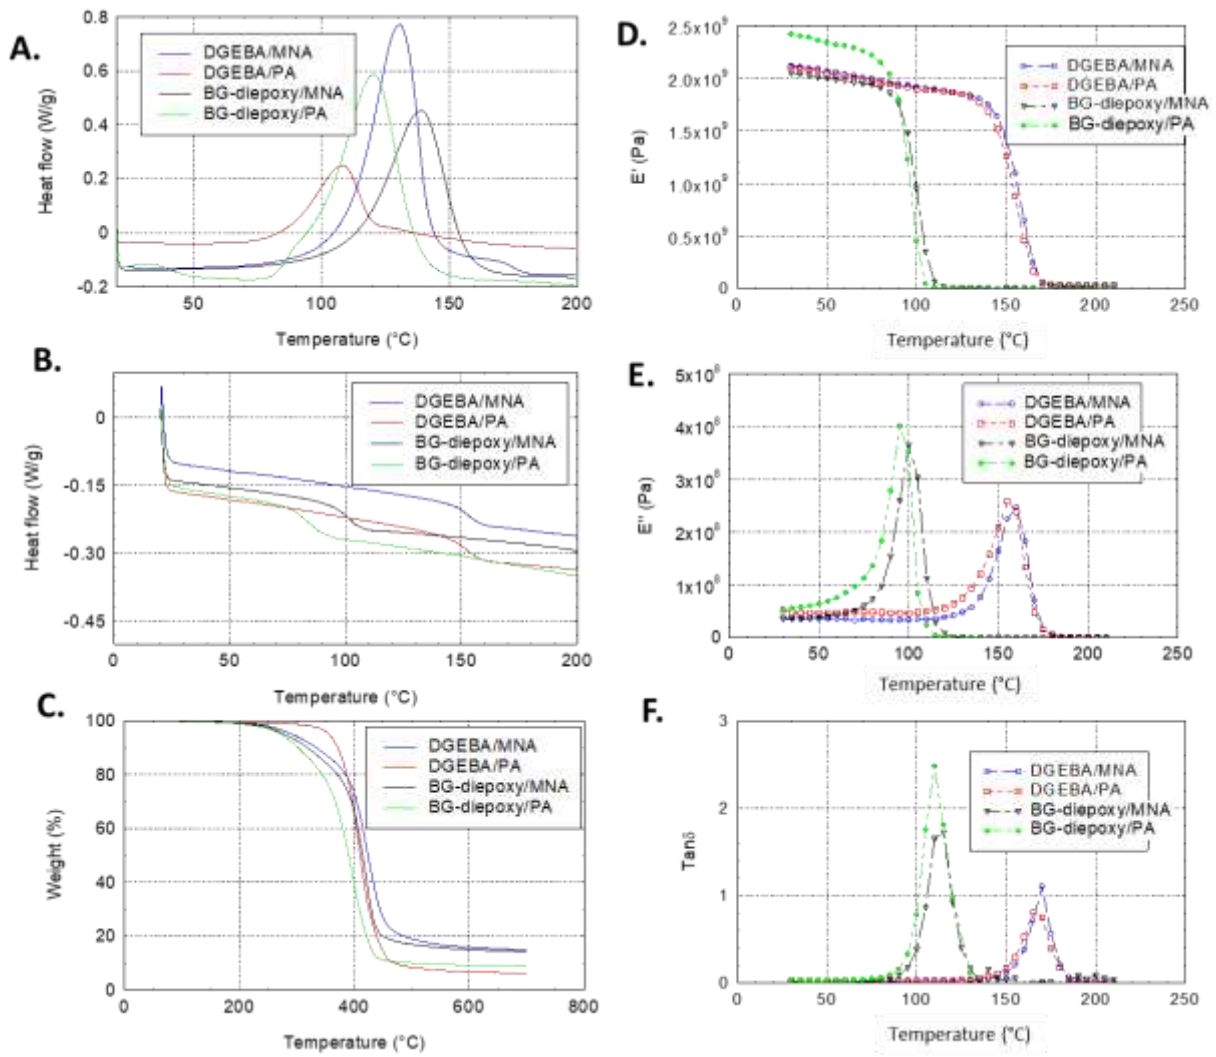 A.
0.8
0.6
0.4
0.2
0
-0.2
Heat flow (W/g)
DGEBA/MNA
DGEBA/PA
BG-diepoxy/MNA
BG-diepoxy/PA
50
100
150
200
Temperature (°C)
B.
0
-0.15
-0.30
-0.45
Heat flow (W/g)
DGEBA/MNA
DGEBA/PA
BG-diepoxy/MNA
BG-diepoxy/PA
0
50
100
150
200
Temperature (°C)
C.
100
80
60
40
20
0
Weight (%)
DGEBA/MNA
DGEBA/PA
BG-diepoxy/MNA
BG-diepoxy/PA
0
200
400
600
800
Temperature (°C)
D.
2.5x10⁹
2.0x10⁹
1.5x10⁹
1.0x10⁹
0.5x10⁹
0
E' (Pa)
DGEBA/MNA
DGEBA/PA
BG-diepoxy/MNA
BG-diepoxy/PA
0
50
100
150
200
250
Temperature (°C)
E.
5x10⁸
4x10⁸
3x10⁸
2x10⁸
1x10⁸
0
E'' (Pa)
DGEBA/MNA
DGEBA/PA
BG-diepoxy/MNA
BG-diepoxy/PA
0
50
100
150
200
250
Temperature (°C)
F.
3
2
1
0
Tanδ
DGEBA/MNA
DGEBA/PA
BG-diepoxy/MNA
BG-diepoxy/PA
0
50
100
150
200
250
Temperature (°C)